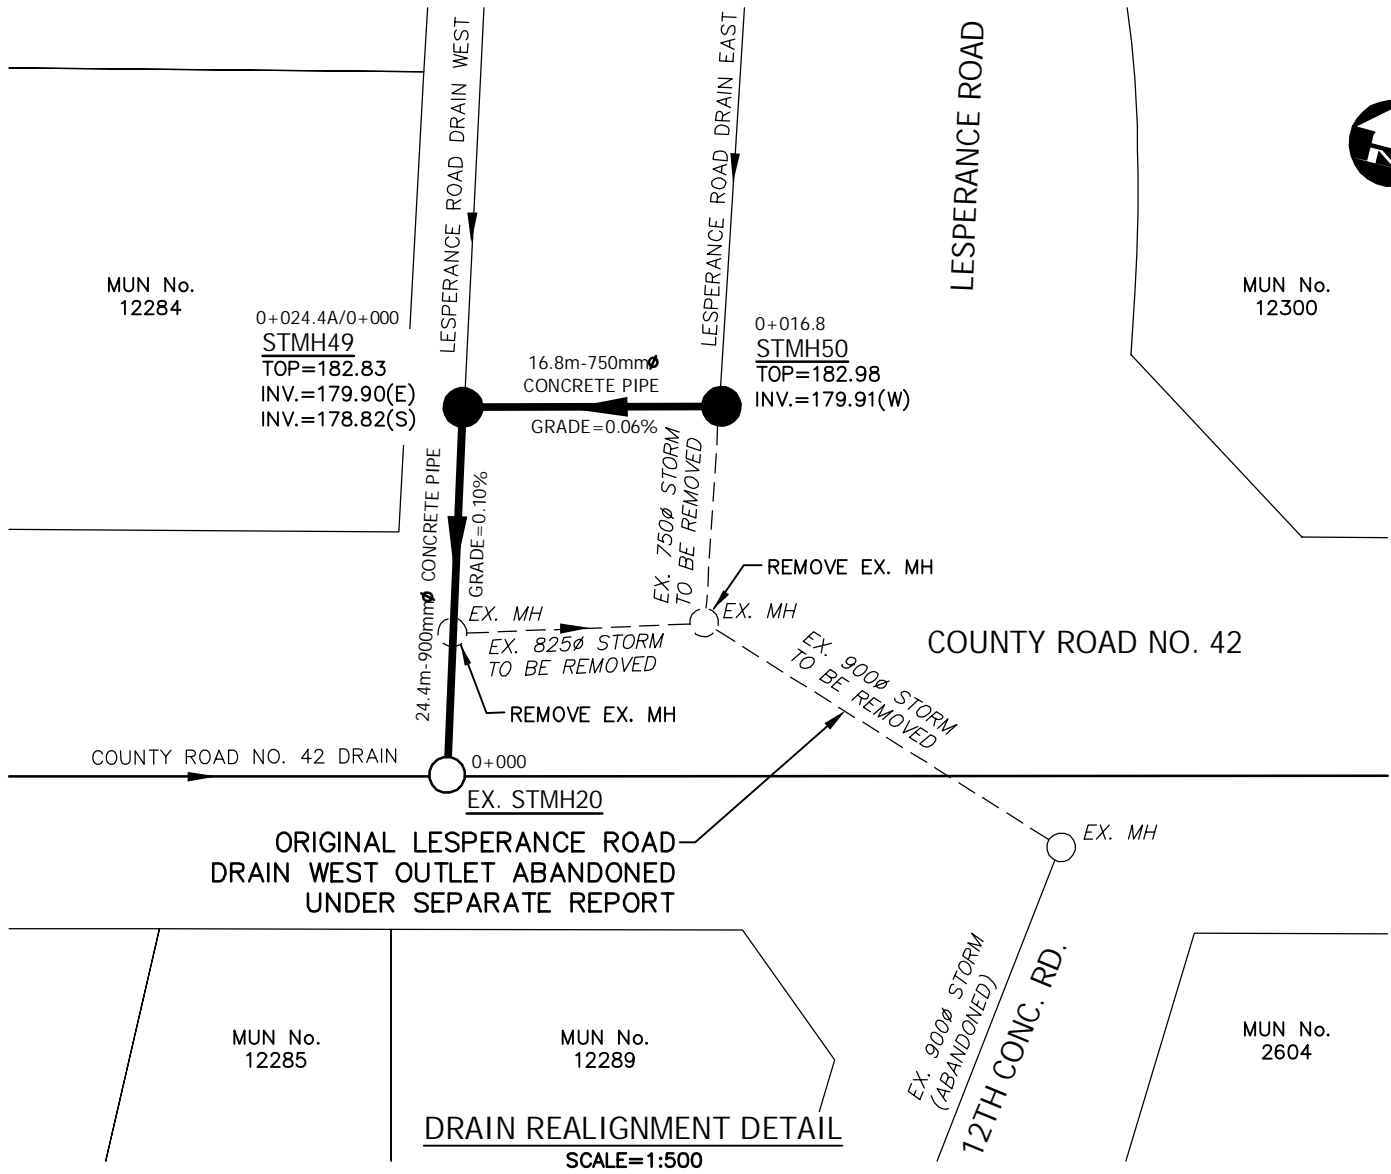 LESPERANCE ROAD DRAIN WEST
LESPERANCE ROAD DRAIN EAST
LESPERANCE ROAD
MUN No.
12284
MUN No.
12300
0+024.4A/0+000
STMH49
TOP=182.83
INV.=179.90(E)
INV.=178.82(S)
16.8m-750mmø
CONCRETE PIPE
GRADE=0.06%
0+016.8
STMH50
TOP=182.98
INV.=179.91(W)
24.4m-900mmø CONCRETE PIPE
GRADE=0.10%
EX. 750ø STORM
TO BE REMOVED
REMOVE EX. MH
EX. MH
EX. MH
EX. 825ø STORM
TO BE REMOVED
REMOVE EX. MH
EX. 900ø STORM
TO BE REMOVED
COUNTY ROAD NO. 42
COUNTY ROAD NO. 42 DRAIN
0+000
EX. STMH20
ORIGINAL LESPERANCE ROAD
DRAIN WEST OUTLET ABANDONED
UNDER SEPARATE REPORT
EX. MH
EX. 900ø STORM
(ABANDONED)
12TH CONC. RD.
MUN No.
12285
MUN No.
12289
MUN No.
2604
DRAIN REALIGNMENT DETAIL
SCALE=1:500
N